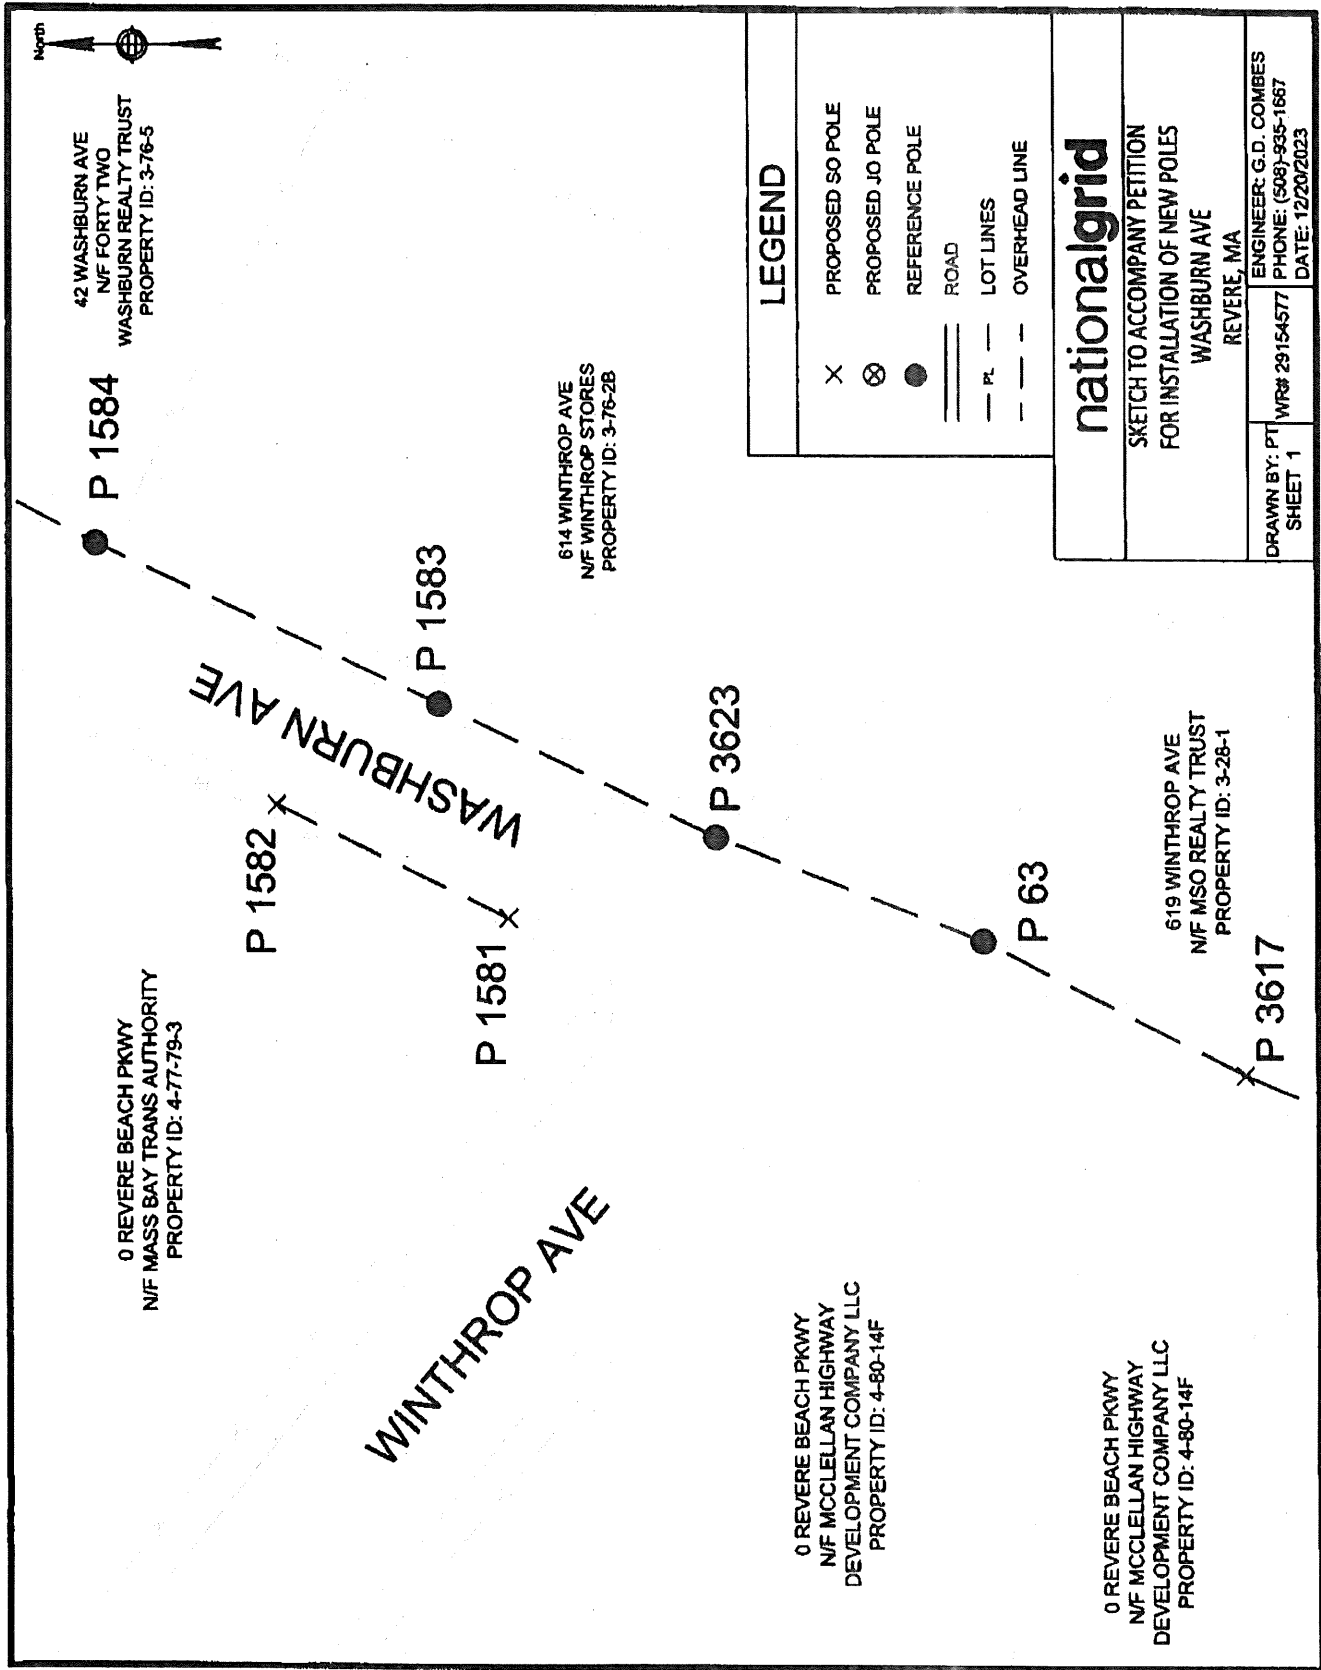 North
42 WASHBURN AVE
N/F FORTY TWO
WASHBURN REALTY TRUST
PROPERTY ID: 3-76-5
P 1584
0 REVERE BEACH PKWY
N/F MASS BAY TRANS AUTHORITY
PROPERTY ID: 4-77-79-3
P 1582
WASHBURN AVE
P 1583
P 1581
614 WINTHROP AVE
N/F WINTHROP STORES
PROPERTY ID: 3-76-2B
WINTHROP AVE
P 3623
P 63
0 REVERE BEACH PKWY
N/F MCCLELLAN HIGHWAY
DEVELOPMENT COMPANY LLC
PROPERTY ID: 4-80-14F
619 WINTHROP AVE
N/F MSO REALTY TRUST
PROPERTY ID: 3-28-1
P 3617
0 REVERE BEACH PKWY
N/F MCCLELLAN HIGHWAY
DEVELOPMENT COMPANY LLC
PROPERTY ID: 4-80-14F
LEGEND
PROPOSED SO POLE
PROPOSED JO POLE
REFERENCE POLE
ROAD
PL LOT LINES
OVERHEAD LINE
nationalgrid
SKETCH TO ACCOMPANY PETITION
FOR INSTALLATION OF NEW POLES
WASHBURN AVE
REVERE, MA
DRAWN BY: PT
SHEET 1
WR# 29154577
ENGINEER: G.D. COMBES
PHONE: (508)-935-1667
DATE: 12/20/2023